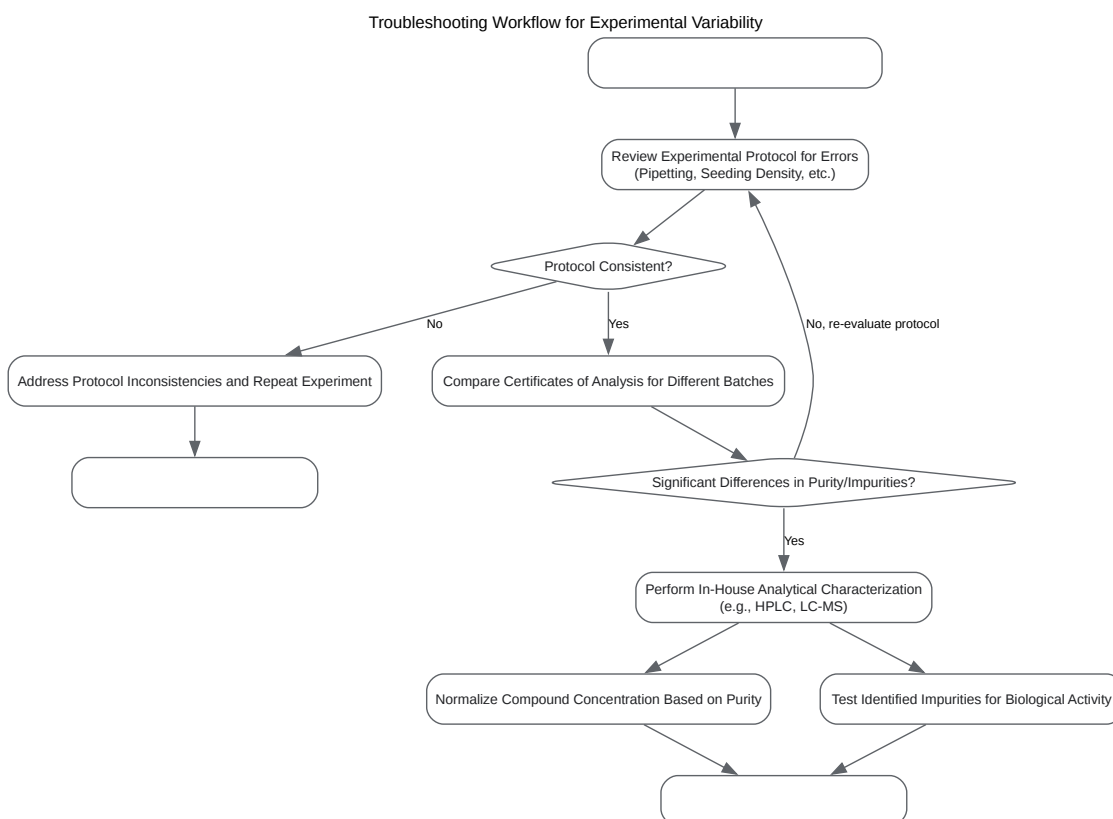 Troubleshooting Workflow for Experimental Variability
Review Experimental Protocol for Errors
(Pipetting, Seeding Density, etc.)
Protocol Consistent?
No
Yes
No, re-evaluate protocol
Address Protocol Inconsistencies and Repeat Experiment
Compare Certificates of Analysis for Different Batches
Significant Differences in Purity/Impurities?
Yes
Perform In-House Analytical Characterization
(e.g., HPLC, LC-MS)
Normalize Compound Concentration Based on Purity
Test Identified Impurities for Biological Activity